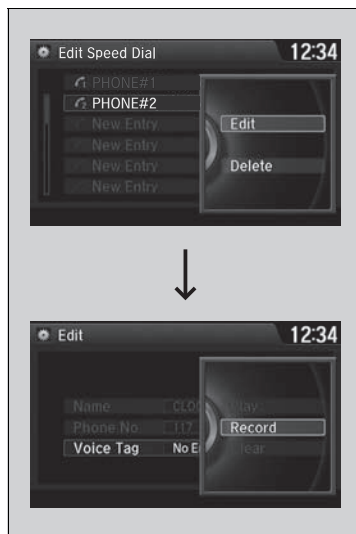 Edit Speed Dial 12:34
PHONE#1
PHONE#2
New Entry
New Entry
New Entry
New Entry
Edit
Delete
Edit 12:34
Name
Phone No. 117
Voice Tag No
Play
Record
Clear